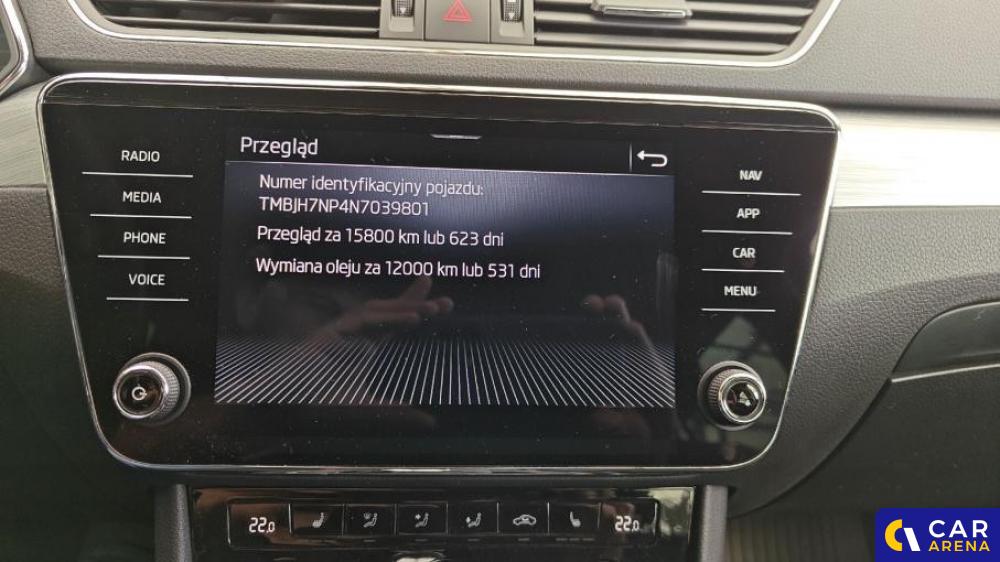 RADIO
MEDIA
PHONE
VOICE
Przegląd
Numer identyfikacyjny pojazdu:
TMBJH7NP4N7039801
Przegląd za 15800 km lub 623 dni
Wymiana oleju za 12000 km lub 531 dni
NAV
APP
CAR
MENU
22.0
22.0
CAR
ARENA